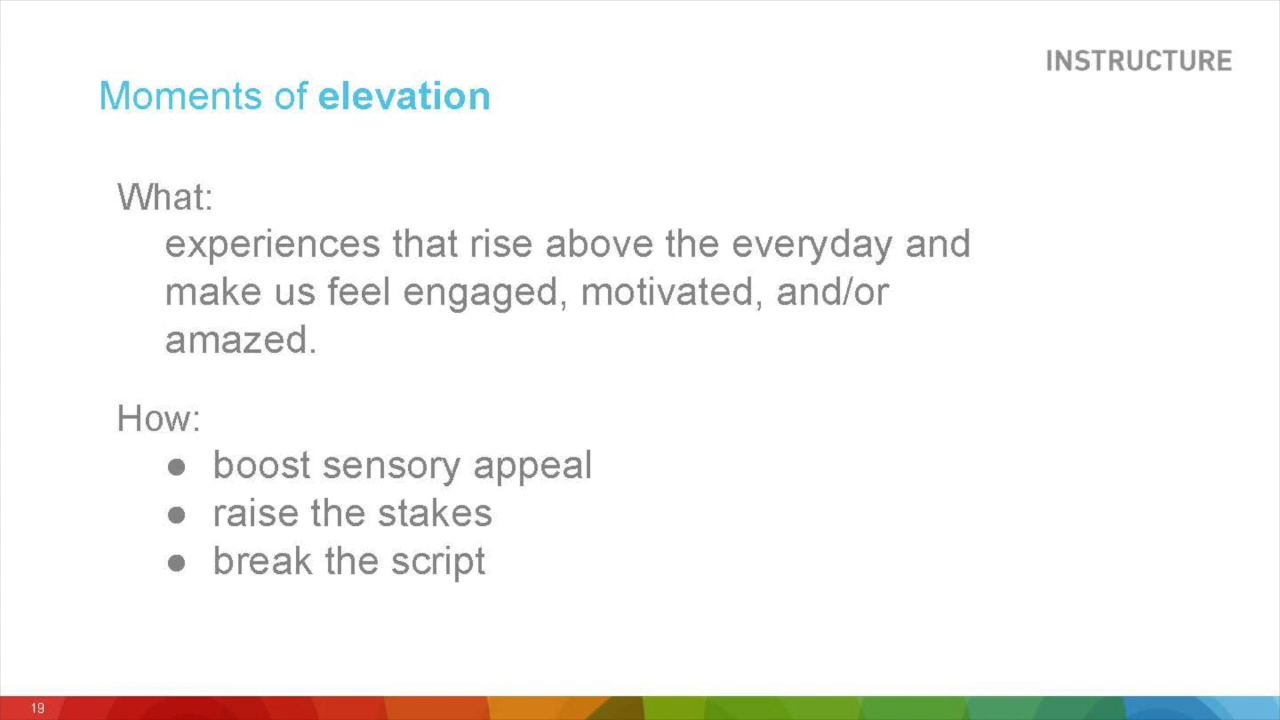 INSTRUCTURE
Moments of elevation
What:
experiences that rise above the everyday and
make us feel engaged, motivated, and/or
amazed.
How:
● boost sensory appeal
● raise the stakes
● break the script
19